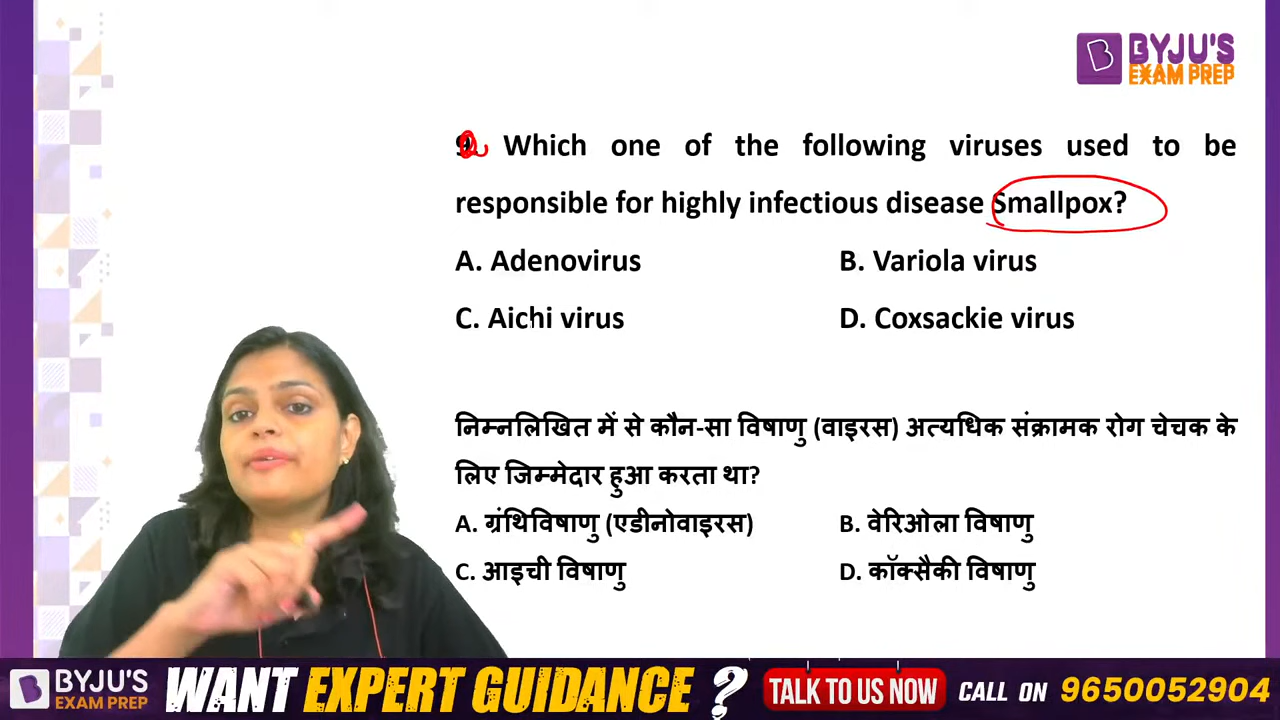 BYJU'S
EXAM PREP
9. Which one of the following viruses used to be
responsible for highly infectious disease Smallpox?
A. Adenovirus B. Variola virus
C. Aichi virus D. Coxsackie virus
निम्नलिखित में से कौन-सा विषाणु (वाइरस) अत्यधिक संक्रामक रोग चेचक के
लिए जिम्मेदार हुआ करता था?
A. ग्रंथिविषाणु (एडीनोवाइरस) B. वेरिओला विषाणु
C. आइची विषाणु D. कॉक्सैकी विषाणु
BYJU'S
EXAM PREP
WANT EXPERT GUIDANCE ? TALK TO US NOW CALL ON 9650052904